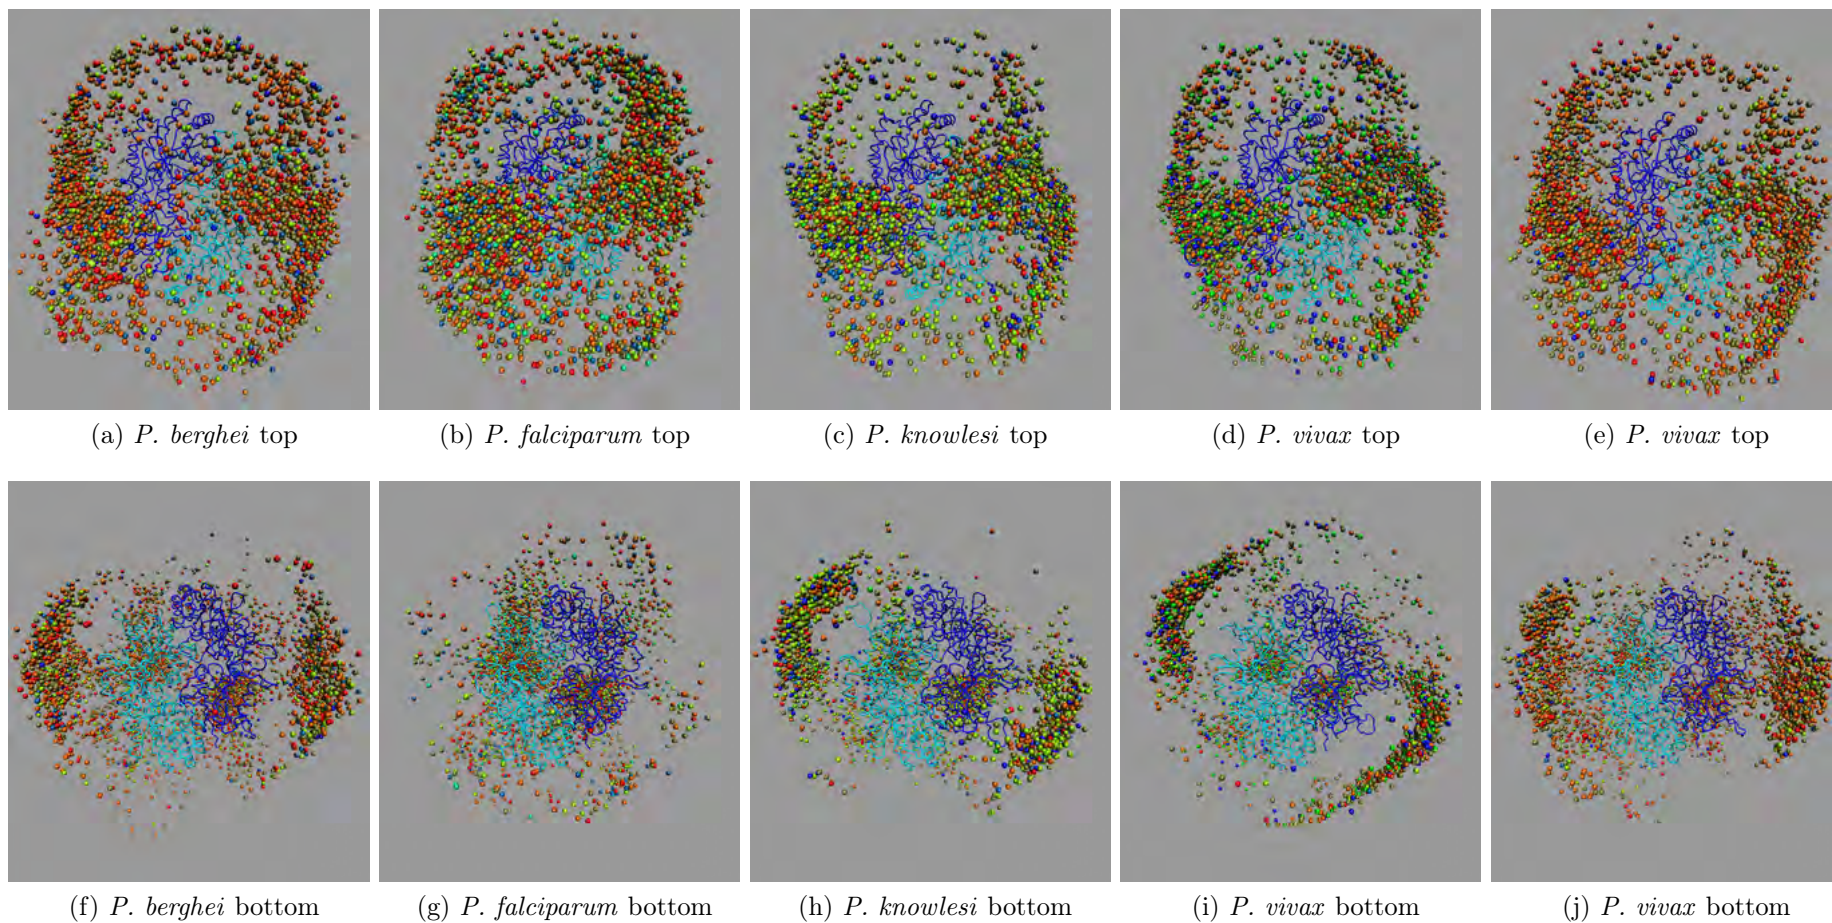 (a) P. berghei top
(b) P. falciparum top
(c) P. knowlesi top
(d) P. vivax top
(e) P. vivax top
(f) P. berghei bottom
(g) P. falciparum bottom
(h) P. knowlesi bottom
(i) P. vivax bottom
(j) P. vivax bottom